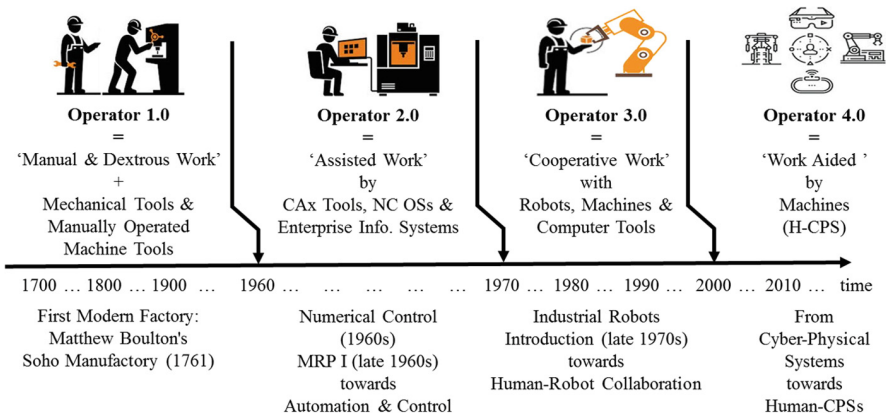 Operator 1.0
=
‘Manual & Dextrous Work’
+
Mechanical Tools &
Manually Operated
Machine Tools
Operator 2.0
=
‘Assisted Work’
by
CAx Tools, NC OSs &
Enterprise Info. Systems
Operator 3.0
=
‘Cooperative Work’
with
Robots, Machines &
Computer Tools
Operator 4.0
=
‘Work Aided ’
by
Machines
(H-CPS)
1700 … 1800 … 1900 … 1960 … … … … 1970 … 1980 … 1990 … 2000 … 2010 … time
First Modern Factory:
Matthew Boulton's
Soho Manufactory (1761)
Numerical Control
(1960s)
MRP I (late 1960s)
towards
Automation & Control
Industrial Robots
Introduction (late 1970s)
towards
Human-Robot Collaboration
From
Cyber-Physical
Systems
towards
Human-CPSs